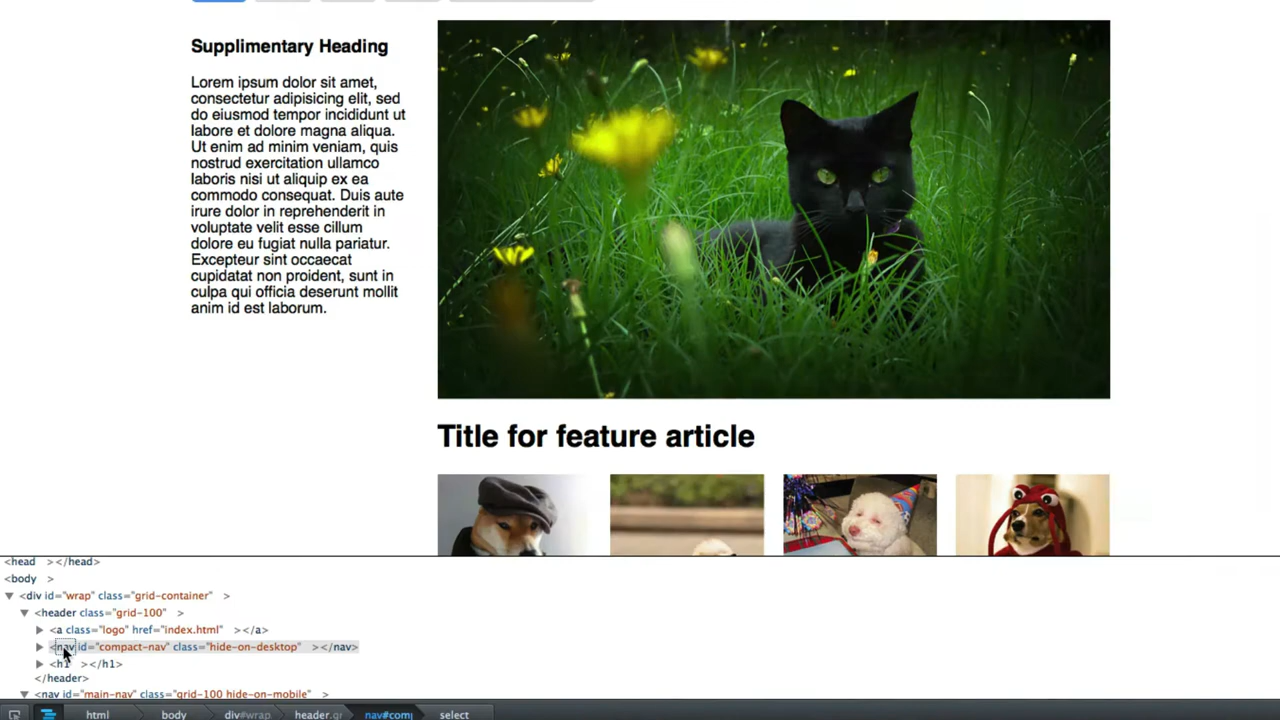 Supplimentary Heading
Lorem ipsum dolor sit amet,
consectetur adipisicing elit, sed
do eiusmod tempor incididunt ut
labore et dolore magna aliqua.
Ut enim ad minim veniam, quis
nostrud exercitation ullamco
laboris nisi ut aliquip ex ea
commodo consequat. Duis aute
irure dolor in reprehenderit in
voluptate velit esse cillum
dolore eu fugiat nulla pariatur.
Excepteur sint occaecat
cupidatat non proident, sunt in
culpa qui officia deserunt mollit
anim id est laborum.
Title for feature article
<head ></head>
<body >
<div id="wrap" class="grid-container" >
<header class="grid-100" >
<a class="logo" href="index.html" ></a>
<nav id="compact-nav" class="hide-on-desktop" ></nav>
<h1 ></h1>
</header>
<nav id="main-nav" class="grid-100 hide-on-mobile" >
html body div#wrap. header.gr nav#comp select